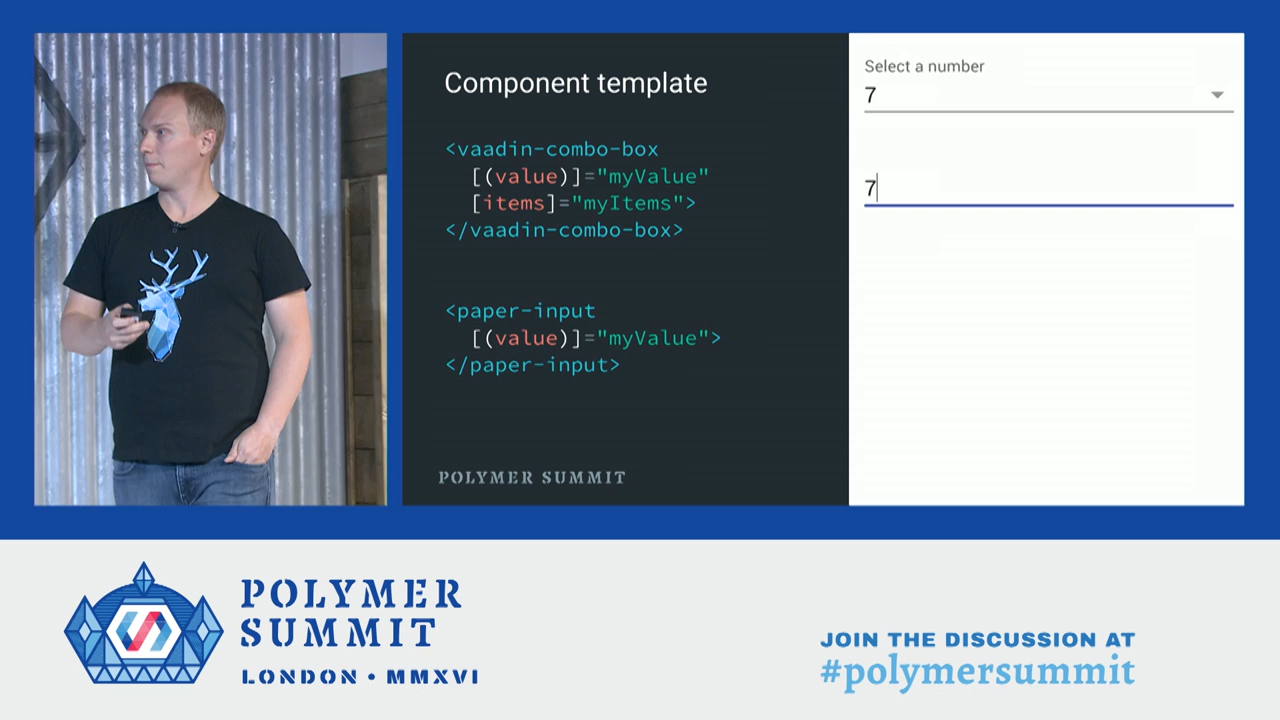 Component template
<vaadin-combo-box
[(value)]="myValue"
[items]="myItems">
</vaadin-combo-box>
<paper-input
[(value)]="myValue">
</paper-input>
POLYMER SUMMIT
Select a number
7
7
POLYMER
SUMMIT
LONDON • MMXVI
JOIN THE DISCUSSION AT
#polymersummit